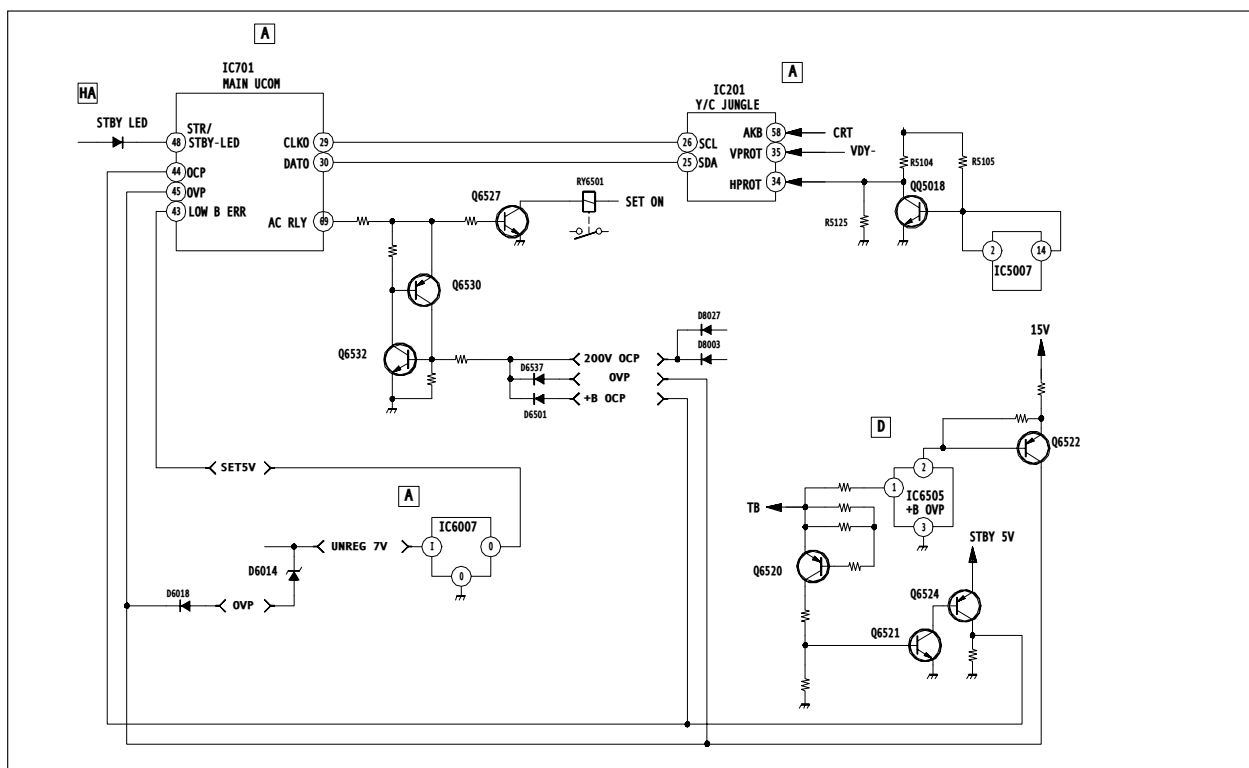 A
IC701
MAIN UCOM
HA
STBY LED
48
STR/
STBY-LED
44
OCP
45
OVP
43
LOW B ERR
CLKO
29
DATO
30
AC RLY
69
A
IC201
Y/C JUNGLE
26
SCL
25
SDA
AKB
58
CRT
VPROT
35
VDY-
HPROT
34
R5104
R5105
QQ5018
R5125
2
14
IC5007
Q6527
RY6501
SET ON
Q6530
Q6532
D8027
D8003
200V OCP
D6537
OVP
D6501
+B OCP
15V
D
Q6522
2
1
IC6505
+B OVP
3
TB
STBY 5V
Q6520
Q6524
Q6521
SET5V
A
IC6007
UNREG 7V
I
O
O
D6014
D6018
OVP